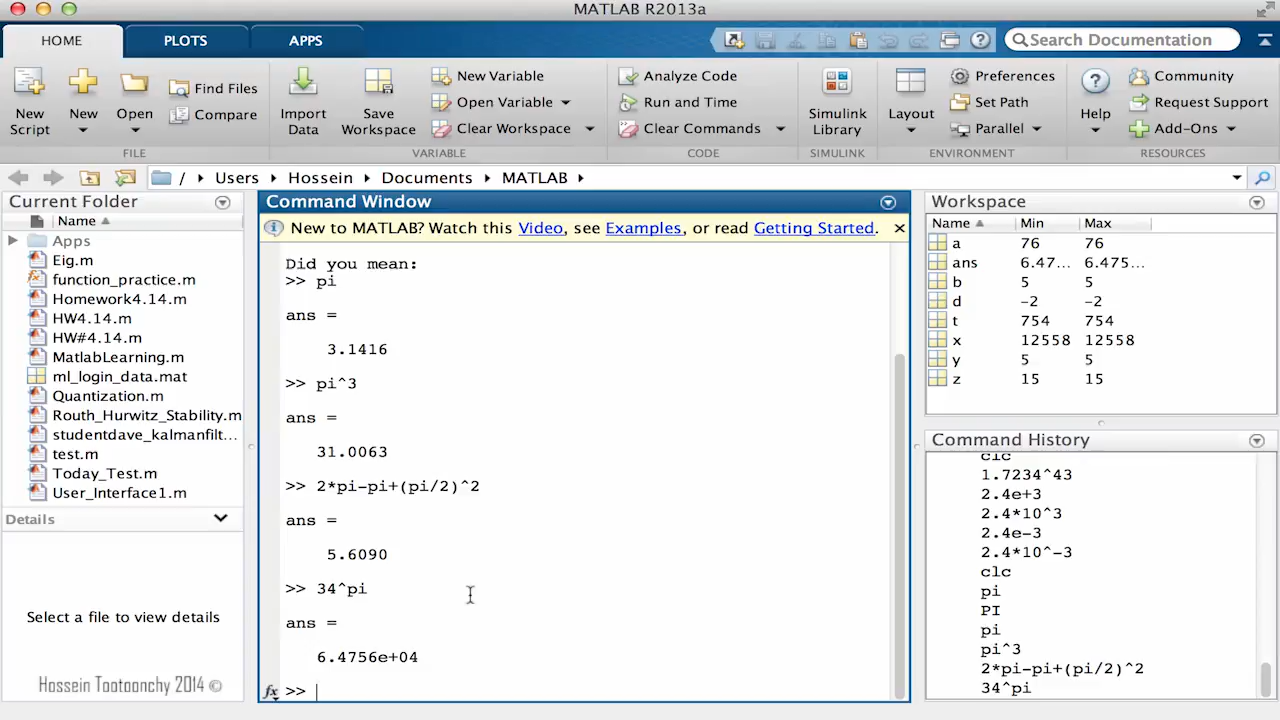 MATLAB R2013a
HOME
PLOTS
APPS
Search Documentation
New Script
New
Open
Find Files
Compare
Import Data
Save Workspace
New Variable
Open Variable
Clear Workspace
Analyze Code
Run and Time
Clear Commands
Simulink Library
Layout
Preferences
Set Path
Parallel
Help
Community
Request Support
Add-Ons
FILE
VARIABLE
CODE
SIMULINK
ENVIRONMENT
RESOURCES
/ Users Hossein Documents MATLAB
Current Folder
Name
Apps
Eig.m
function_practice.m
Homework4.14.m
HW4.14.m
HW#4.14.m
MatlabLearning.m
ml_login_data.mat
Quantization.m
Routh_Hurwitz_Stability.m
studentdave_kalmanfilt...
test.m
Today_Test.m
User_Interface1.m
Details
Select a file to view details
Hossein Tootoonchy 2014 ©
Command Window
New to MATLAB? Watch this Video, see Examples, or read Getting Started.
Did you mean:
>> pi
ans =
3.1416
>> pi^3
ans =
31.0063
>> 2*pi-pi+(pi/2)^2
ans =
5.6090
>> 34^pi
ans =
6.4756e+04
fx >>
Workspace
Name Min Max
a 76 76
ans 6.47... 6.475...
b 5 5
d -2 -2
t 754 754
x 12558 12558
y 5 5
z 15 15
Command History
clc
1.7234^43
2.4e+3
2.4*10^3
2.4e-3
2.4*10^-3
clc
pi
PI
pi
pi^3
2*pi-pi+(pi/2)^2
34^pi